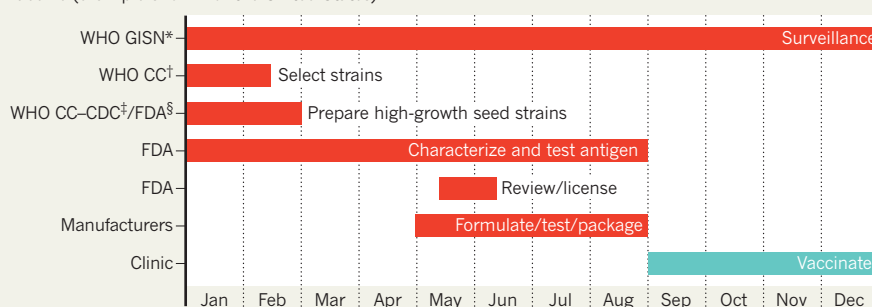 WHO GISN* Surveillance
WHO CC† Select strains
WHO CC–CDC‡/FDA§ Prepare high-growth seed strains
FDA Characterize and test antigen
FDA Review/license
Manufacturers Formulate/test/package
Clinic Vaccinate
Jan Feb Mar Apr May Jun Jul Aug Sep Oct Nov Dec